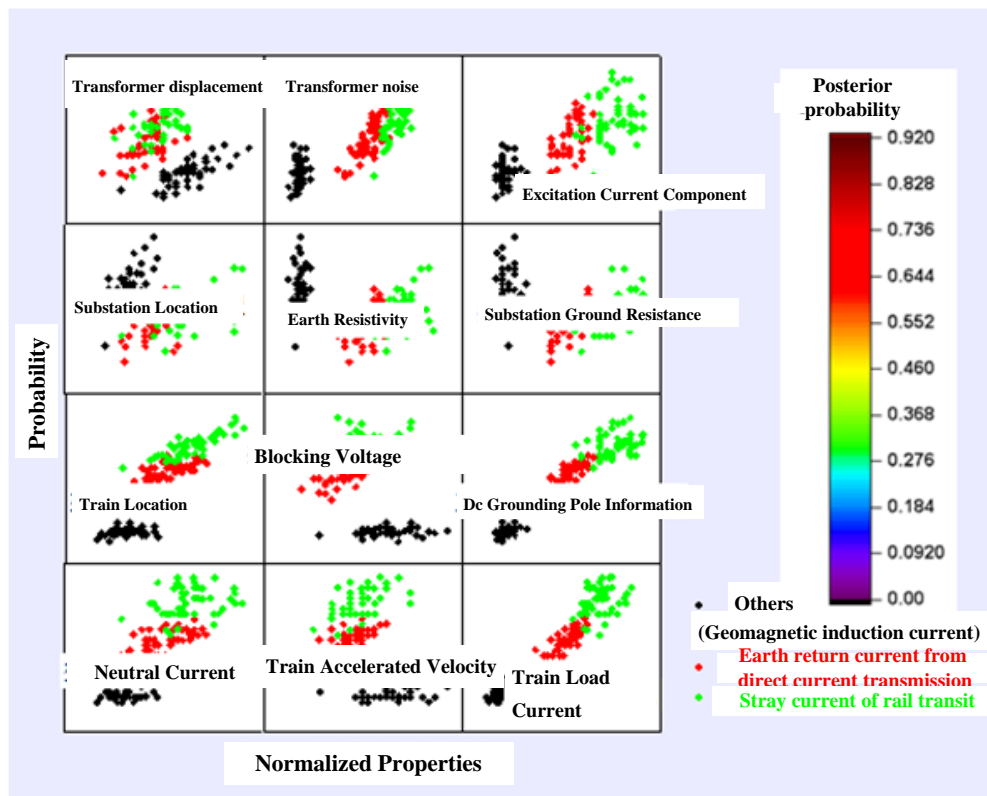 Transformer displacement
Transformer noise
Excitation Current Component
Substation Location
Earth Resistivity
Substation Ground Resistance
Train Location
Blocking Voltage
Dc Grounding Pole Information
Neutral Current
Train Accelerated Velocity
Train Load
Current
Probability
Normalized Properties
Posterior
probability
0.920
0.828
0.736
0.644
0.552
0.460
0.368
0.276
0.184
0.0920
0.00
Others
(Geomagnetic induction current)
Earth return current from
direct current transmission
Stray current of rail transit